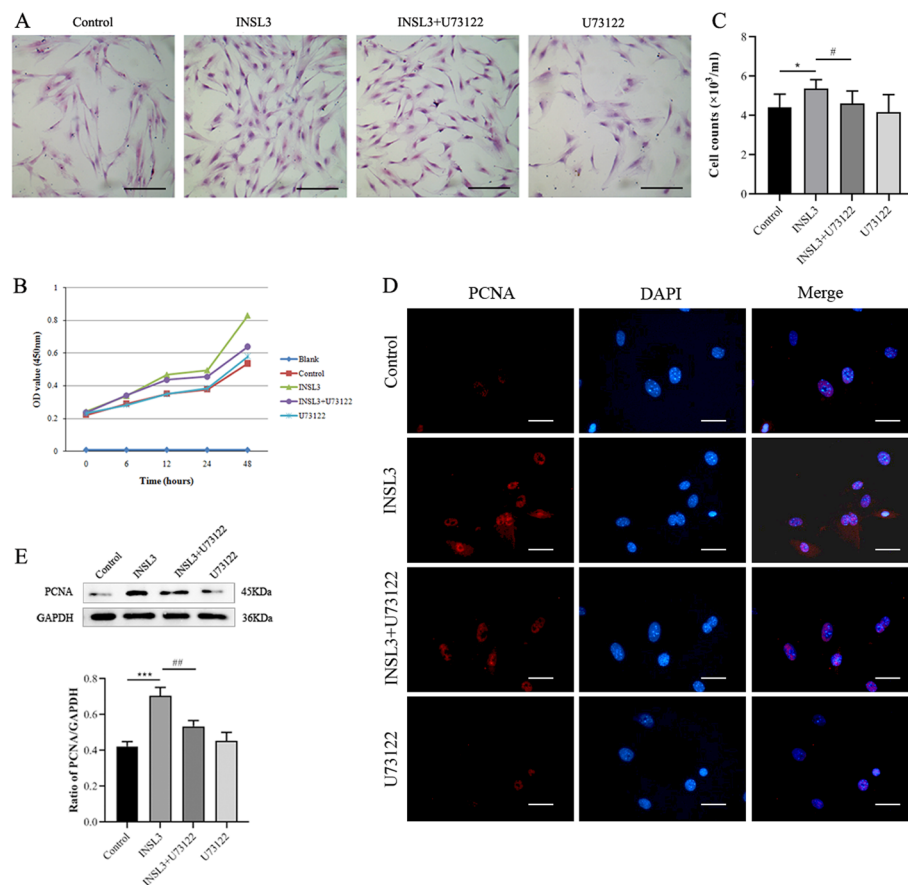 A
Control
INSL3
INSL3+U73122
U73122
C
Cell counts (×10³/ml)
8
6
4
2
0
*
#
Control
INSL3
INSL3+U73122
U73122
B
OD value (450nm)
1
0.8
0.6
0.4
0.2
0
0
6
12
24
48
Time (hours)
Blank
Control
INSL3
INSL3+U73122
U73122
D
PCNA
DAPI
Merge
Control
INSL3
INSL3+U73122
U73122
E
Control
INSL3
INSL3+U73122
U73122
PCNA
45KDa
GAPDH
36KDa
Ratio of PCNA/GAPDH
0.8
0.6
0.4
0.2
0.0
***
##
Control
INSL3
INSL3+U73122
U73122